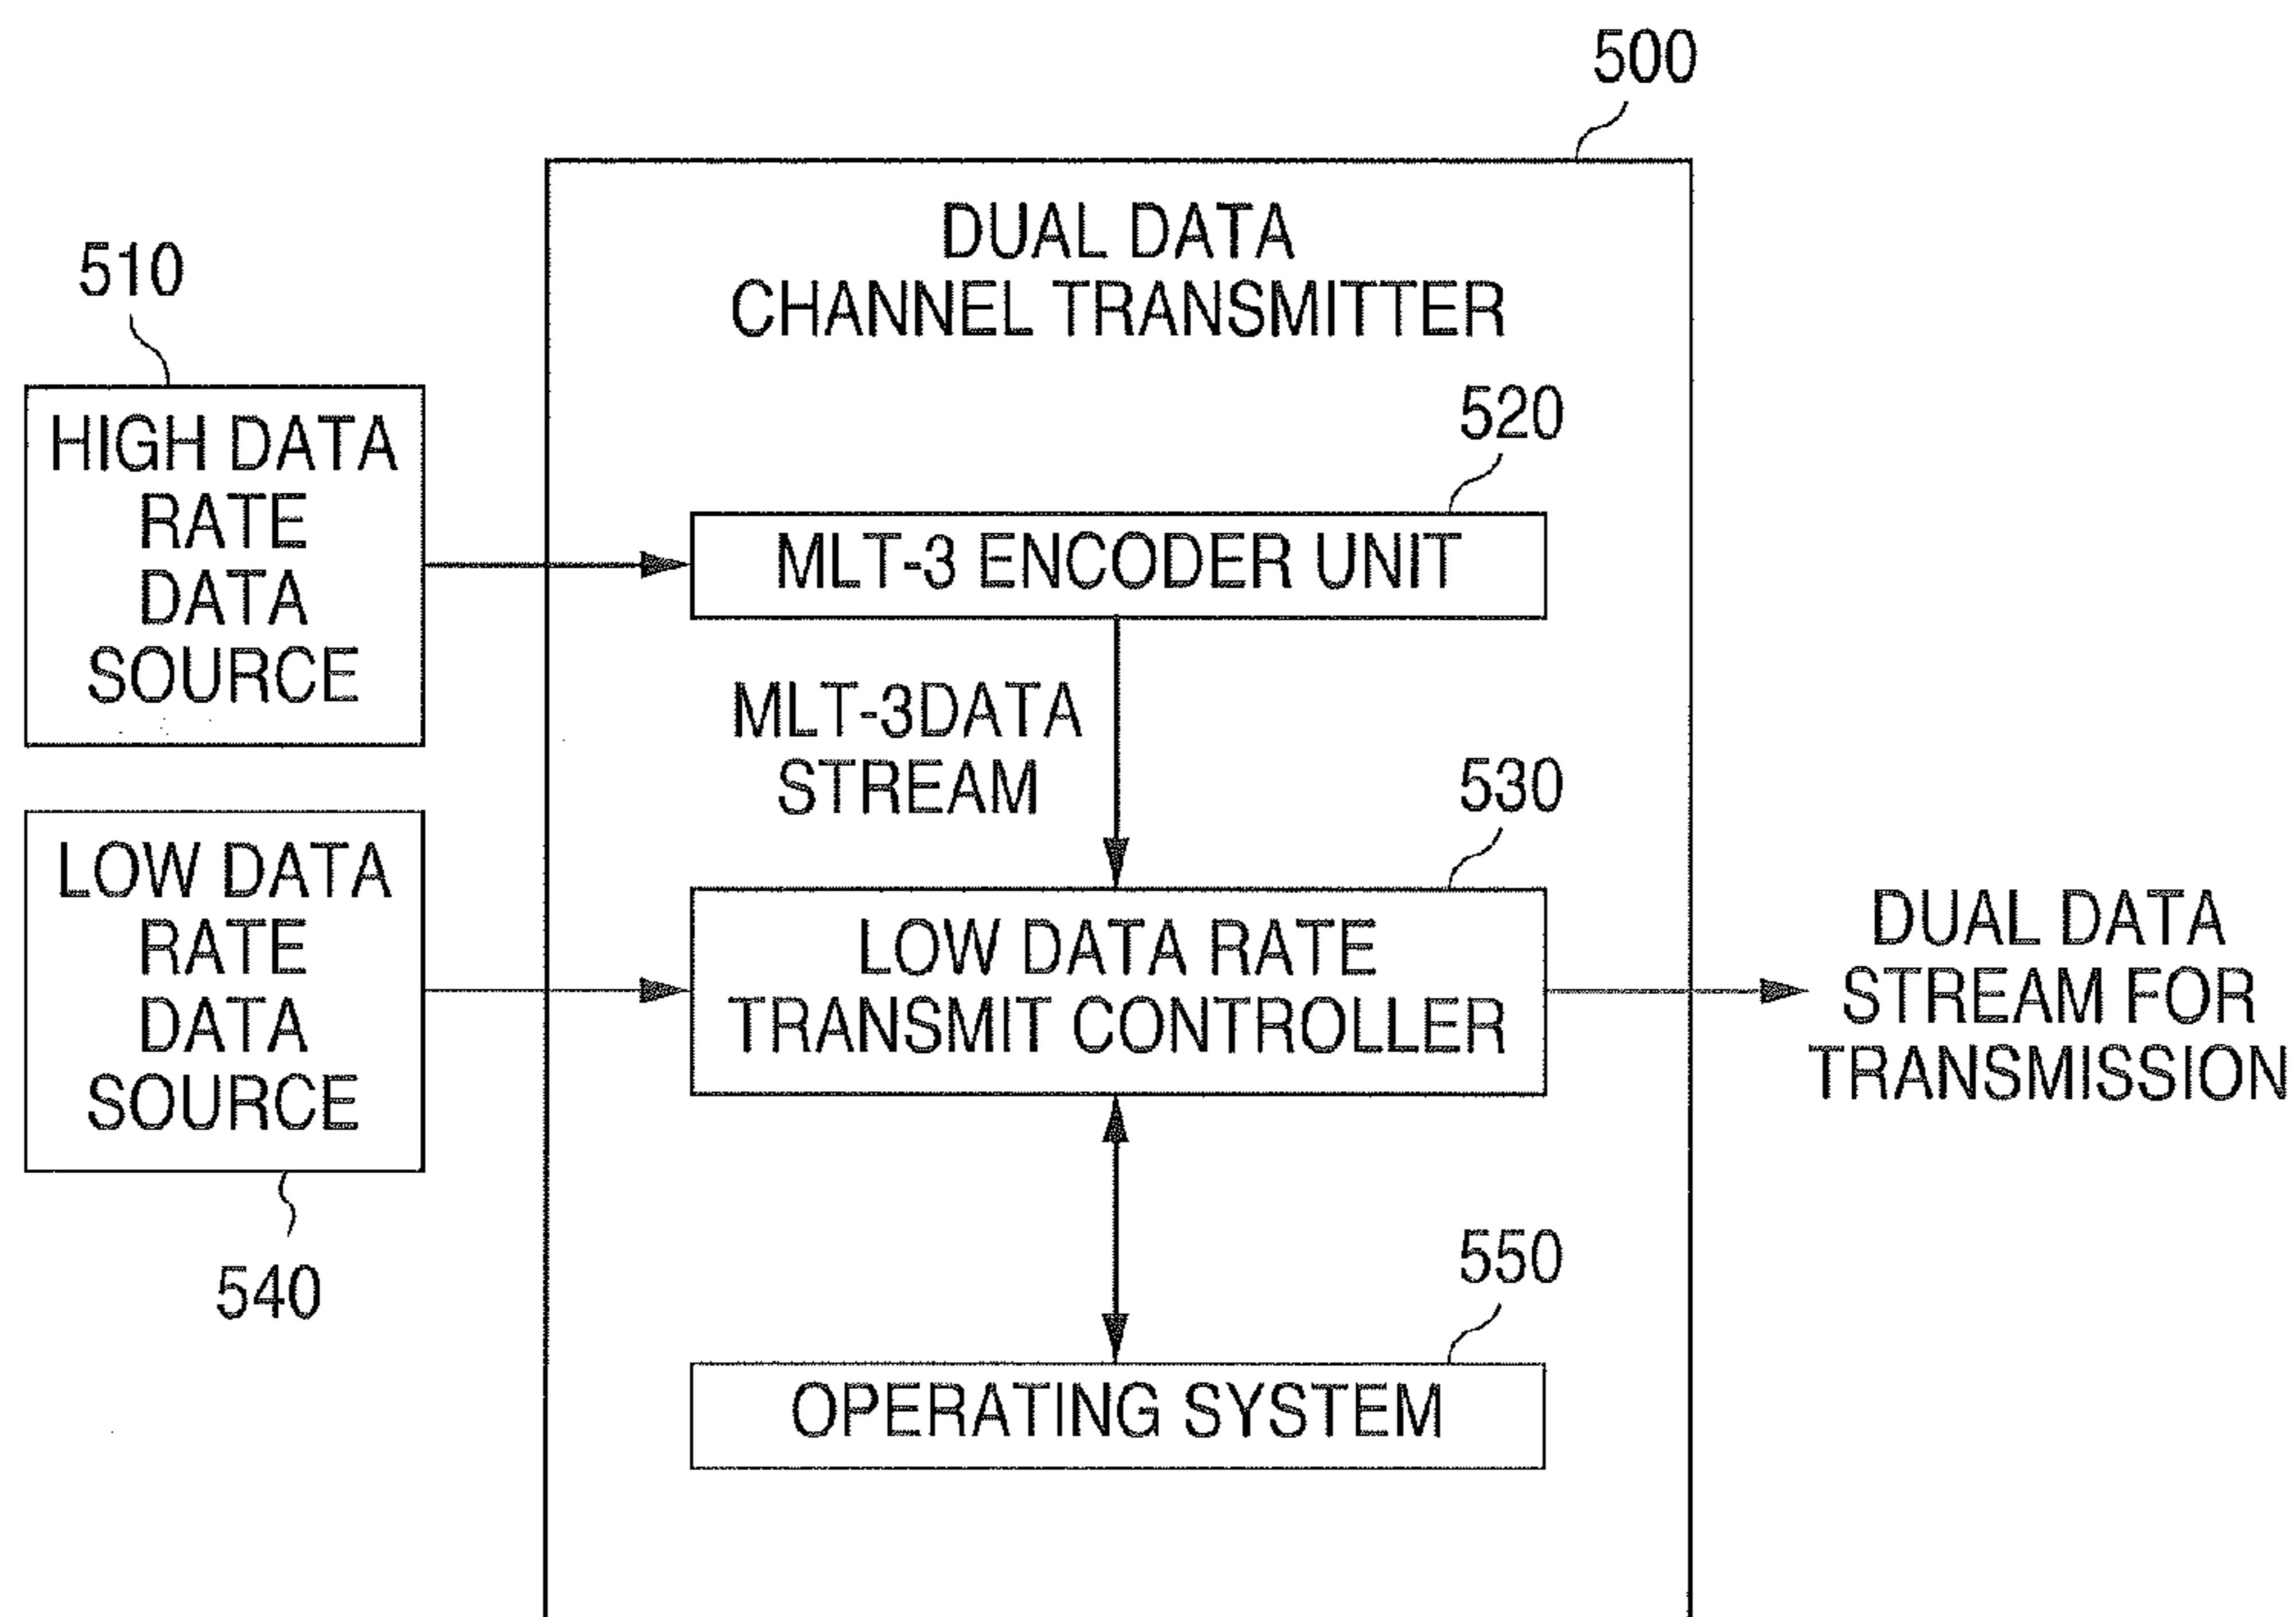 500
DUAL DATA
CHANNEL TRANSMITTER
510
HIGH DATA
RATE
DATA
SOURCE
520
MLT-3 ENCODER UNIT
MLT-3DATA
STREAM
530
LOW DATA
RATE
DATA
SOURCE
540
LOW DATA RATE
TRANSMIT CONTROLLER
DUAL DATA
STREAM FOR
TRANSMISSION
550
OPERATING SYSTEM